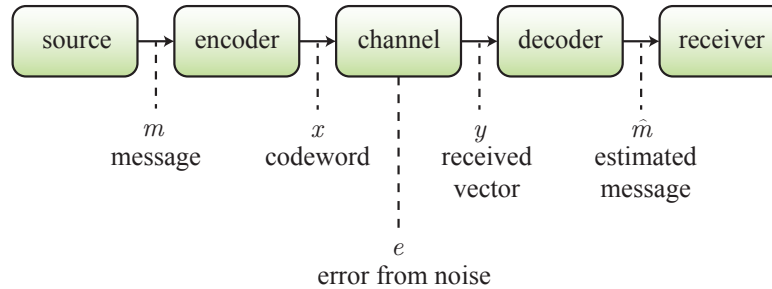 source encoder channel decoder receiver
m x y m̂
message codeword received estimated
vector message
e
error from noise